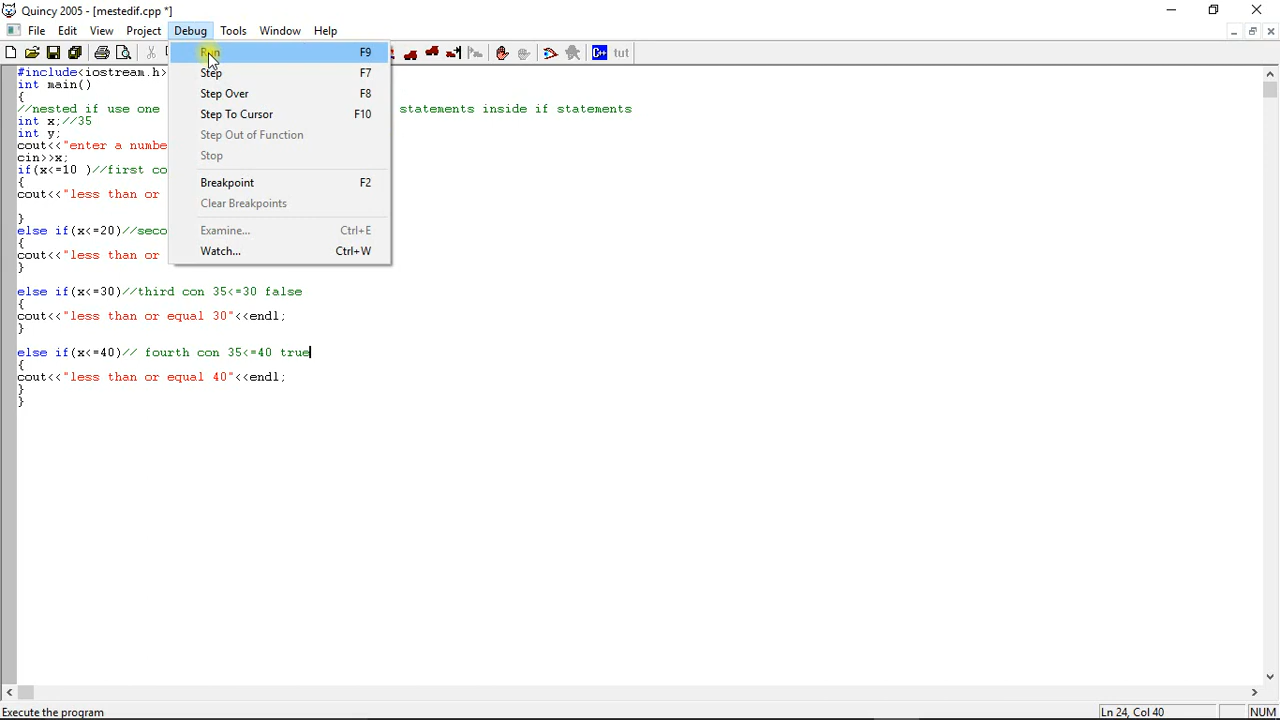 Quincy 2005 - [mestedif.cpp *]
File Edit View Project Debug Tools Window Help
C++ tut
Run F9
Step F7
Step Over F8
Step To Cursor F10
Step Out of Function
Stop
Breakpoint F2
Clear Breakpoints
Examine... Ctrl+E
Watch... Ctrl+W
#include<iostream.h>
int main()
{
//nested if use one statements inside if statements
int x;//35
int y;
cout<<"enter a numbe
cin>>x;
if(x<=10 )//first co
{
cout<<"less than or
}
else if(x<=20)//seco
{
cout<<"less than or
}
else if(x<=30)//third con 35<=30 false
{
cout<<"less than or equal 30"<<endl;
}
else if(x<=40)// fourth con 35<=40 true
{
cout<<"less than or equal 40"<<endl;
}
}
Execute the program Ln 24, Col 40 NUM